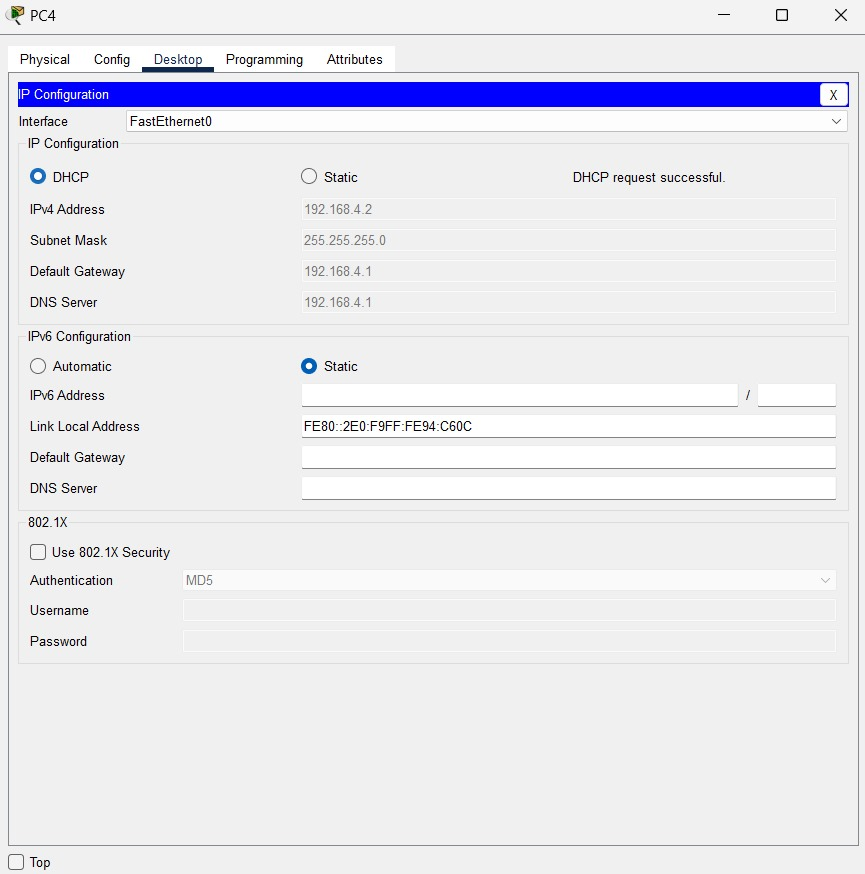 PC4
Physical Config Desktop Programming Attributes
IP Configuration X
Interface FastEthernet0
IP Configuration
DHCP Static DHCP request successful.
IPv4 Address 192.168.4.2
Subnet Mask 255.255.255.0
Default Gateway 192.168.4.1
DNS Server 192.168.4.1
IPv6 Configuration
Automatic Static
IPv6 Address /
Link Local Address FE80::2E0:F9FF:FE94:C60C
Default Gateway
DNS Server
802.1X
Use 802.1X Security
Authentication MD5
Username
Password
Top